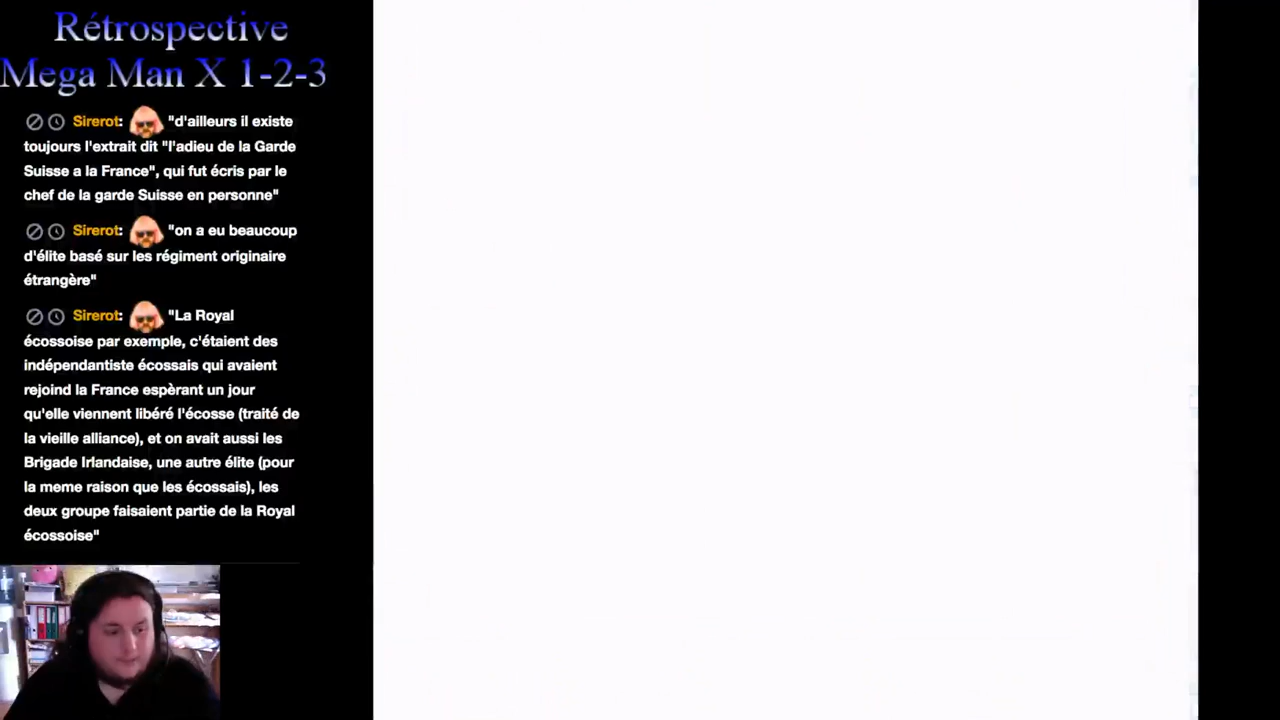 Rétrospective
Mega Man X 1-2-3
Sirerot: "d'ailleurs il existe
toujours l'extrait dit "l'adieu de la Garde
Suisse a la France", qui fut écris par le
chef de la garde Suisse en personne"
Sirerot: "on a eu beaucoup
d'élite basé sur les régiment originaire
étrangère"
Sirerot: "La Royal
écossoise par exemple, c'étaient des
indépendantiste écossais qui avaient
rejoind la France espèrant un jour
qu'elle viennent libéré l'écosse (traité de
la vieille alliance), et on avait aussi les
Brigade Irlandaise, une autre élite (pour
la meme raison que les écossais), les
deux groupe faisaient partie de la Royal
écossoise"